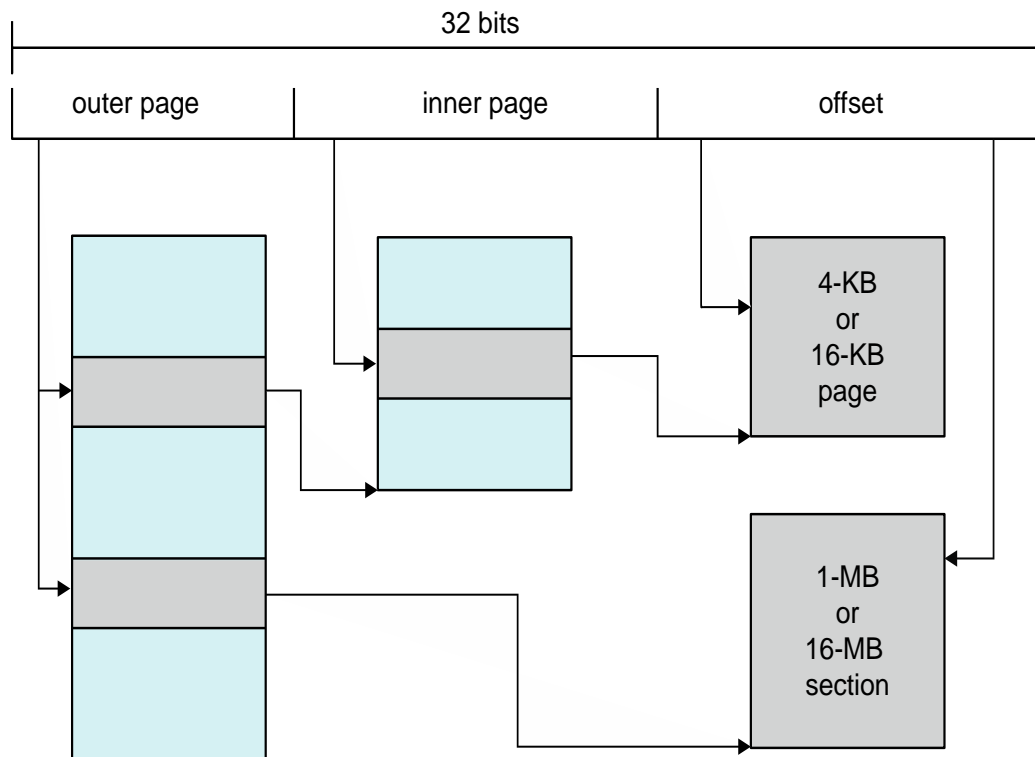 32 bits
outer page
inner page
offset
4-KB
or
16-KB
page
1-MB
or
16-MB
section